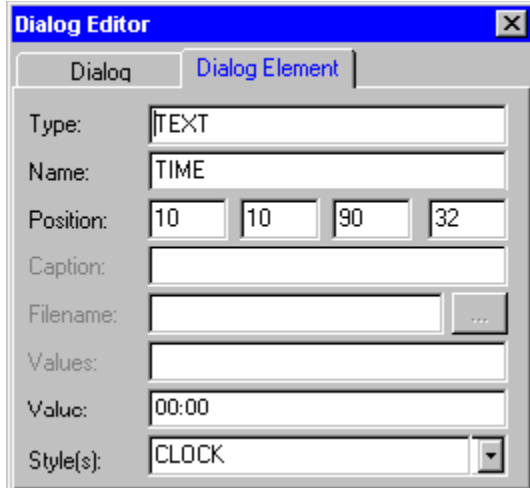 Dialog Editor
Dialog Dialog Element
Type: TEXT
Name: TIME
Position: 10 10 90 32
Caption:
Filename: ...
Values:
Value: 00:00
Style(s): CLOCK